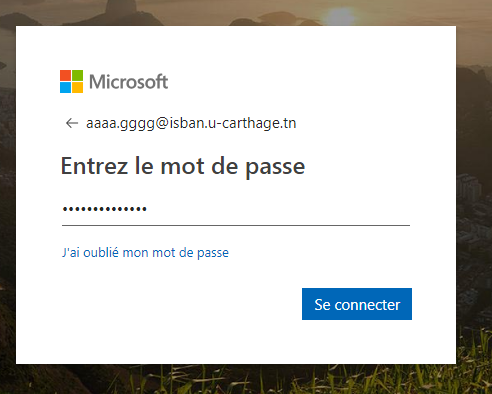 Microsoft
← aaaa.gggg@isban.u-carthage.tn
Entrez le mot de passe
••••••••••••••
J'ai oublié mon mot de passe
Se connecter